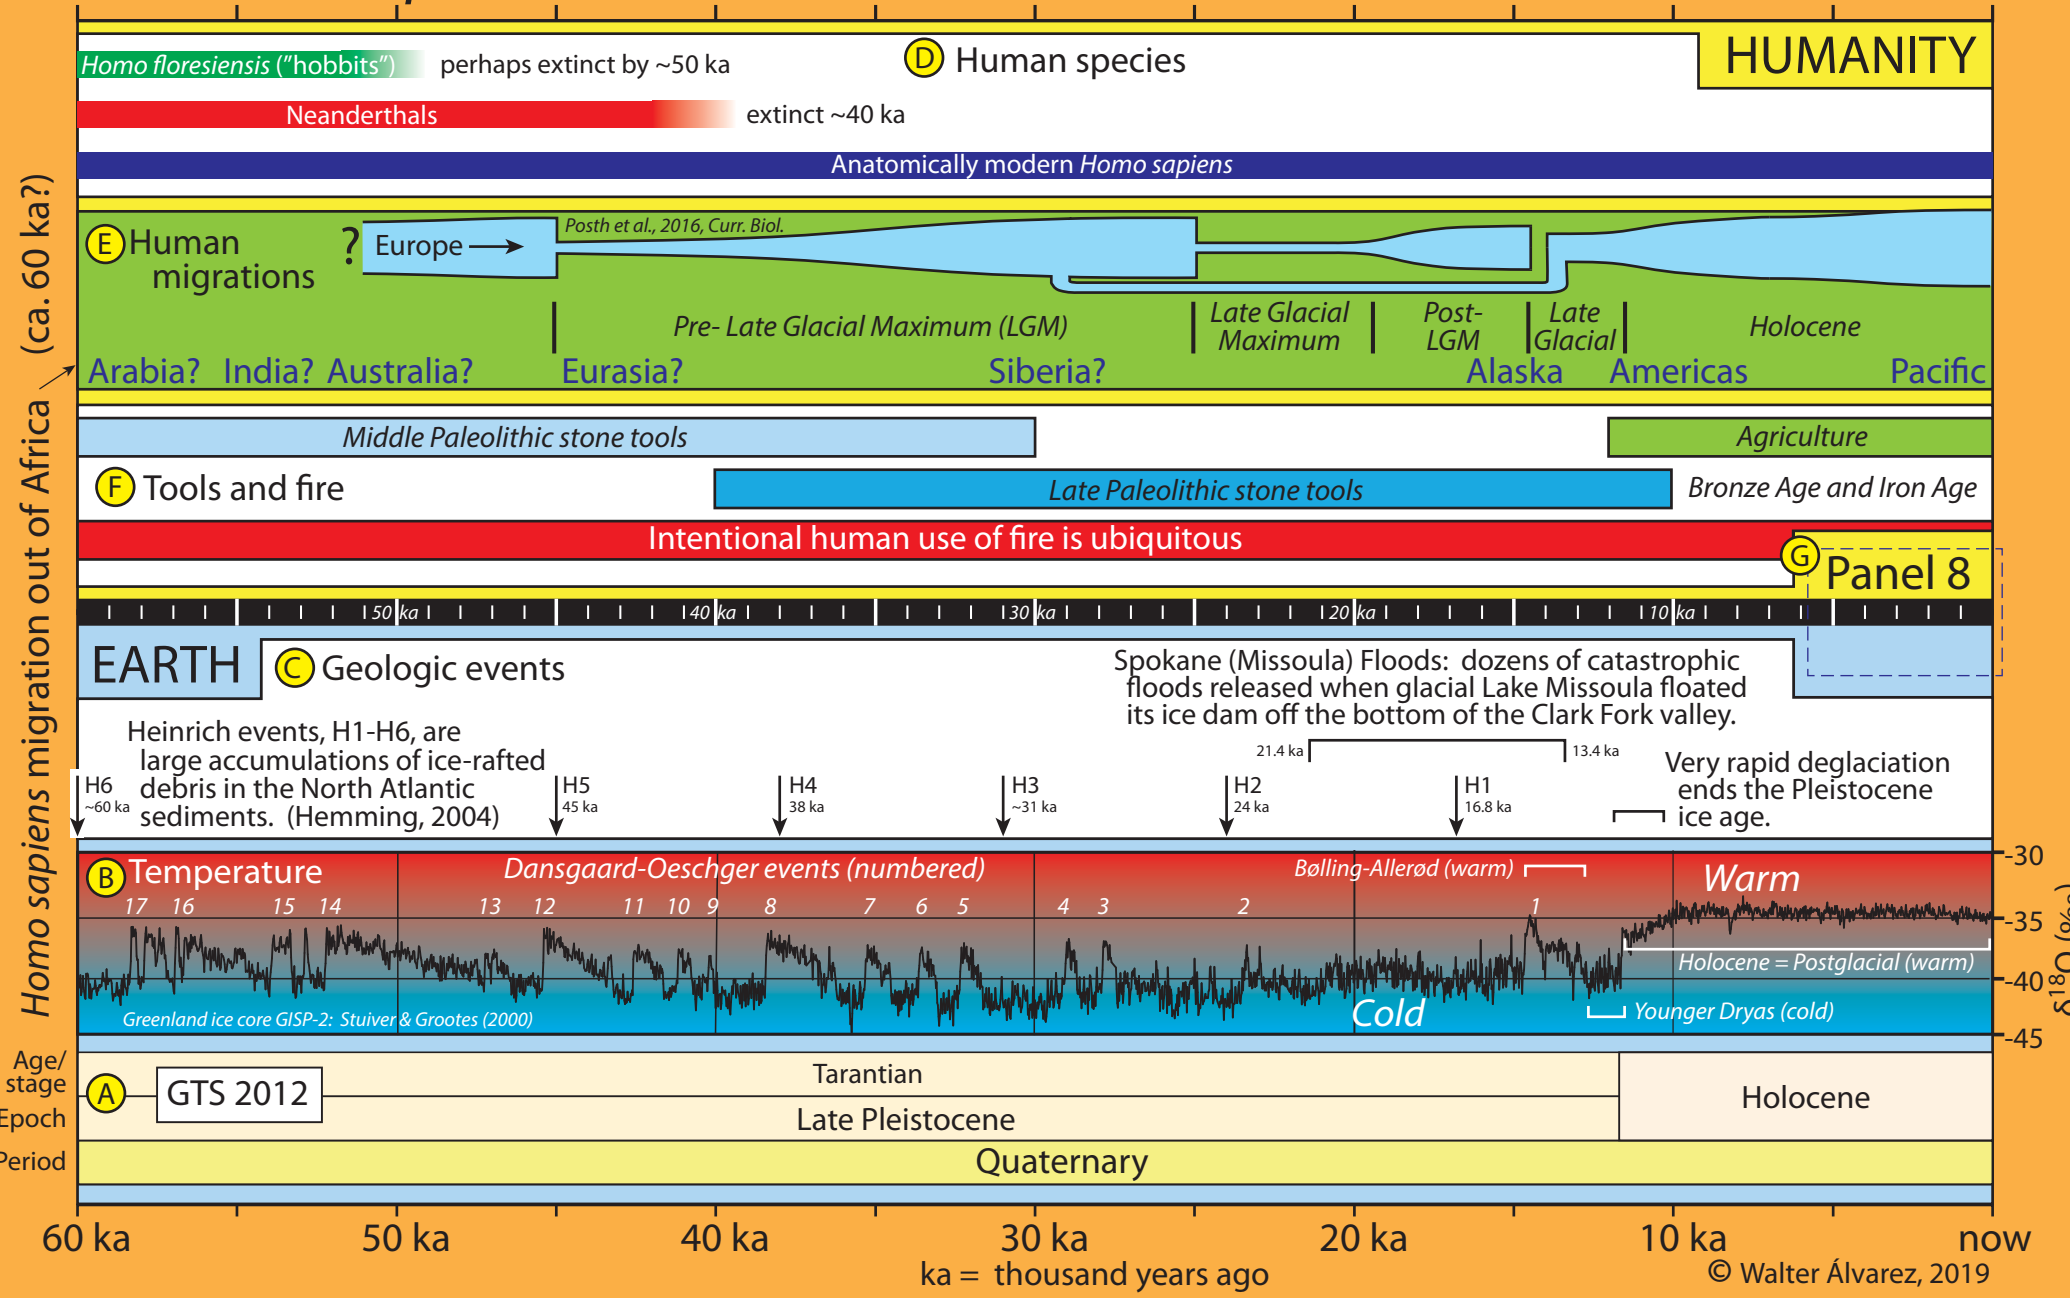 HUMANITY
Homo floresiensis ("hobbits")
perhaps extinct by ~50 ka
D Human species
Neanderthals
extinct ~40 ka
Anatomically modern Homo sapiens
Homo sapiens migration out of Africa (ca. 60 ka?)
E Human
migrations
? Europe
Posth et al., 2016, Curr. Biol.
Pre- Late Glacial Maximum (LGM)
Late Glacial
Maximum
Post-
LGM
Late
Glacial
Holocene
Arabia? India? Australia? Eurasia? Siberia? Alaska Americas Pacific
Middle Paleolithic stone tools
Agriculture
F Tools and fire
Late Paleolithic stone tools
Bronze Age and Iron Age
Intentional human use of fire is ubiquitous
G Panel 8
50 ka 40 ka 30 ka 20 ka 10 ka
EARTH
C Geologic events
Spokane (Missoula) Floods: dozens of catastrophic
floods released when glacial Lake Missoula floated
its ice dam off the bottom of the Clark Fork valley.
21.4 ka 13.4 ka
Heinrich events, H1-H6, are
large accumulations of ice-rafted
debris in the North Atlantic
sediments. (Hemming, 2004)
H6
~60 ka
H5
45 ka
H4
38 ka
H3
~31 ka
H2
24 ka
H1
16.8 ka
Very rapid deglaciation
ends the Pleistocene
ice age.
B Temperature
Dansgaard-Oeschger events (numbered)
Bølling-Allerød (warm)
Warm
17 16 15 14 13 12 11 10 9 8 7 6 5 4 3 2 1
Holocene = Postglacial (warm)
Cold
Younger Dryas (cold)
Greenland ice core GISP-2: Stuiver & Grootes (2000)
-30
-35
-40
-45
δ18O (‰)
Age/
stage
Epoch
Period
A GTS 2012
Tarantian
Late Pleistocene
Holocene
Quaternary
60 ka 50 ka 40 ka 30 ka 20 ka 10 ka now
ka = thousand years ago
© Walter Álvarez, 2019